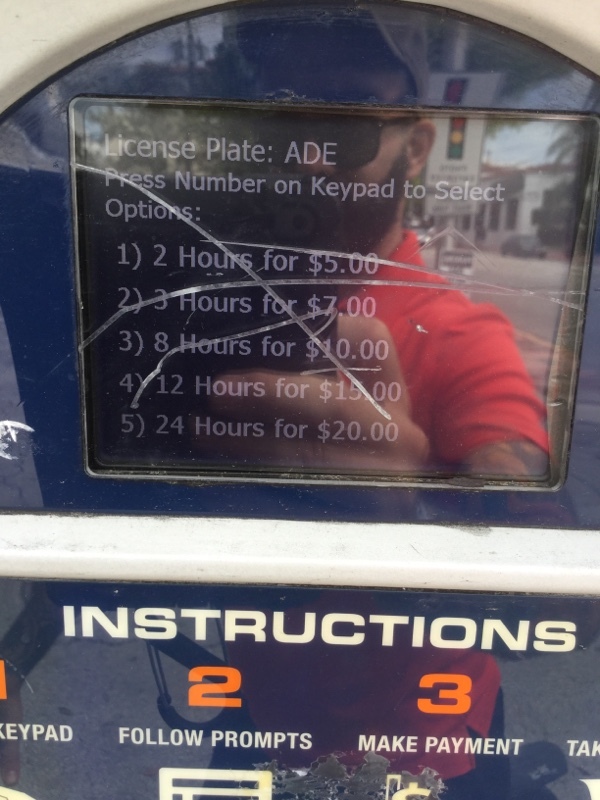 License Plate: ADE
Press Number on Keypad to Select
Options:
1) 2 Hours for $5.00
2) 3 Hours for $7.00
3) 8 Hours for $10.00
4) 12 Hours for $15.00
5) 24 Hours for $20.00
INSTRUCTIONS
1 2 3
KEYPAD FOLLOW PROMPTS MAKE PAYMENT TAK
$